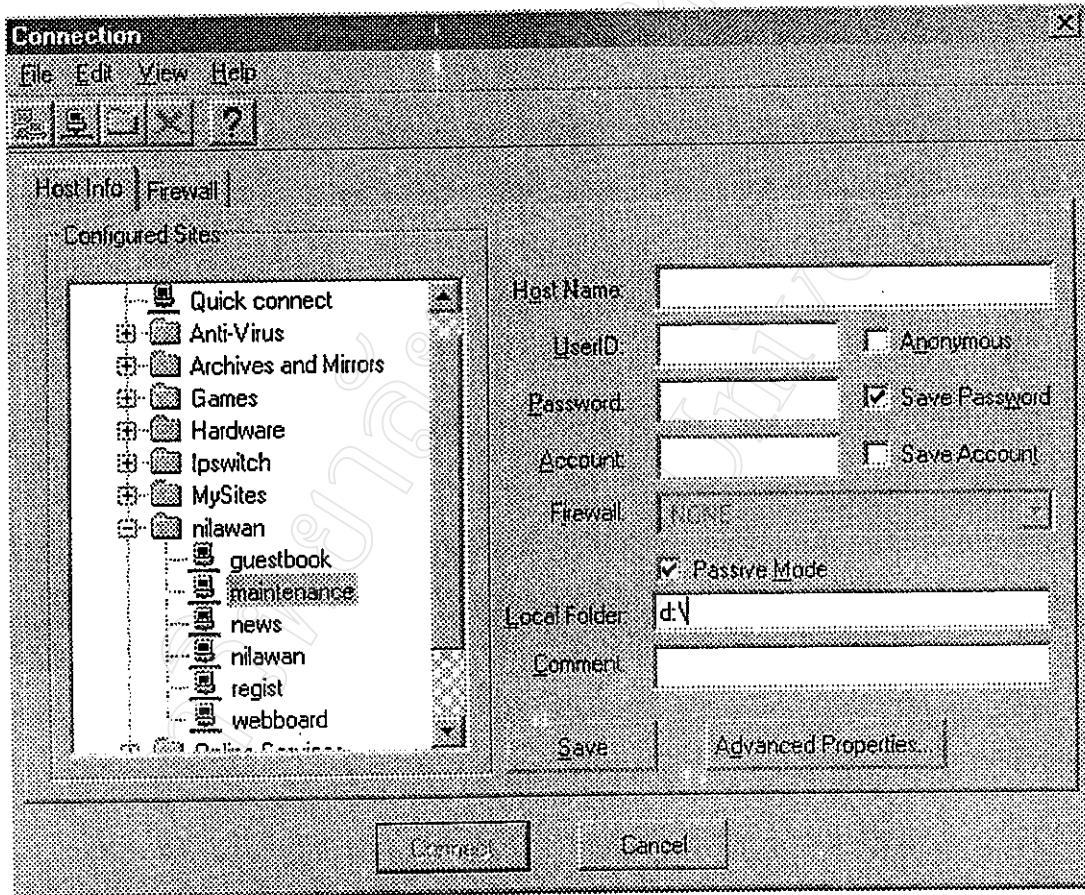 Connection
File Edit View Help
?
Host Info Firewall
Configured Sites:
Quick connect
Anti-Virus
Archives and Mirrors
Games
Hardware
Ipswitch
MySites
nilawan
guestbook
maintenance
news
nilawan
regist
webboard
Online Services
Host Name:
UserID: Anonymous
Password: Save Password
Account: Save Account
Firewall: NONE
Passive Mode
Local Folder: d:\
Comment:
Save Advanced Properties...
Connect Cancel